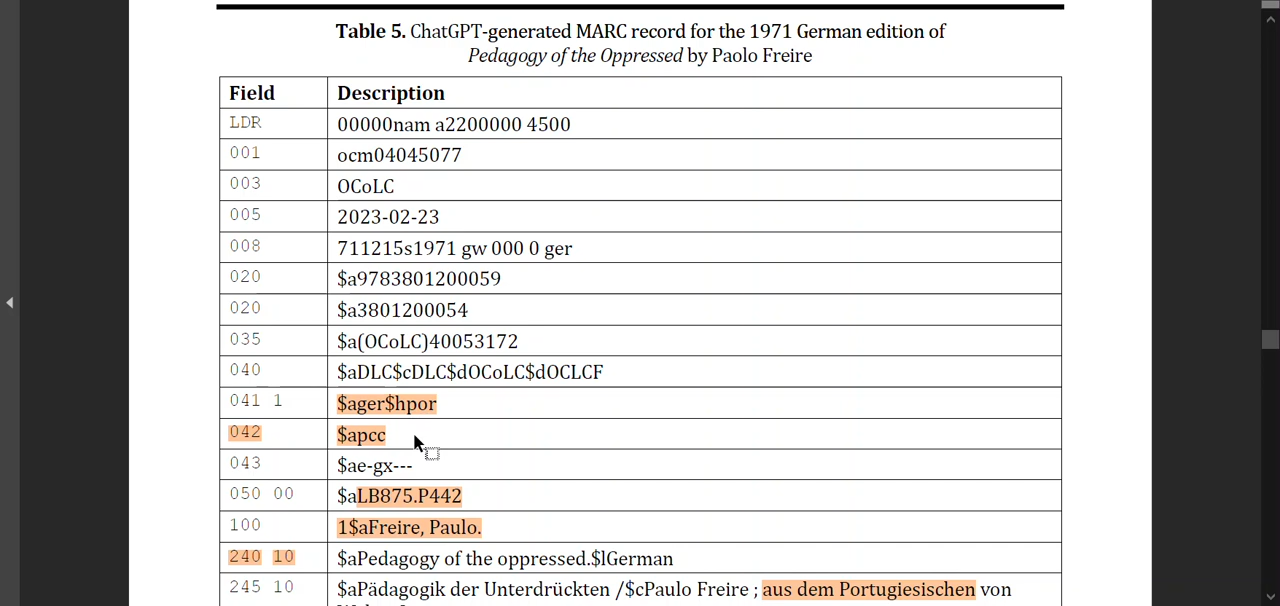 Table 5. ChatGPT-generated MARC record for the 1971 German edition of
Pedagogy of the Oppressed by Paolo Freire
Field Description
LDR 00000nam a2200000 4500
001 ocm04045077
003 OCoLC
005 2023-02-23
008 711215s1971 gw 000 0 ger
020 $a9783801200059
020 $a3801200054
035 $a(OCoLC)40053172
040 $aDLC$cDLC$dOCoLC$dOCLCF
041 1 $ager$hpor
042 $apcc
043 $ae-gx---
050 00 $aLB875.P442
100 1$aFreire, Paulo.
240 10 $aPedagogy of the oppressed.$lGerman
245 10 $aPädagogik der Unterdrückten /$cPaulo Freire ; aus dem Portugiesischen von